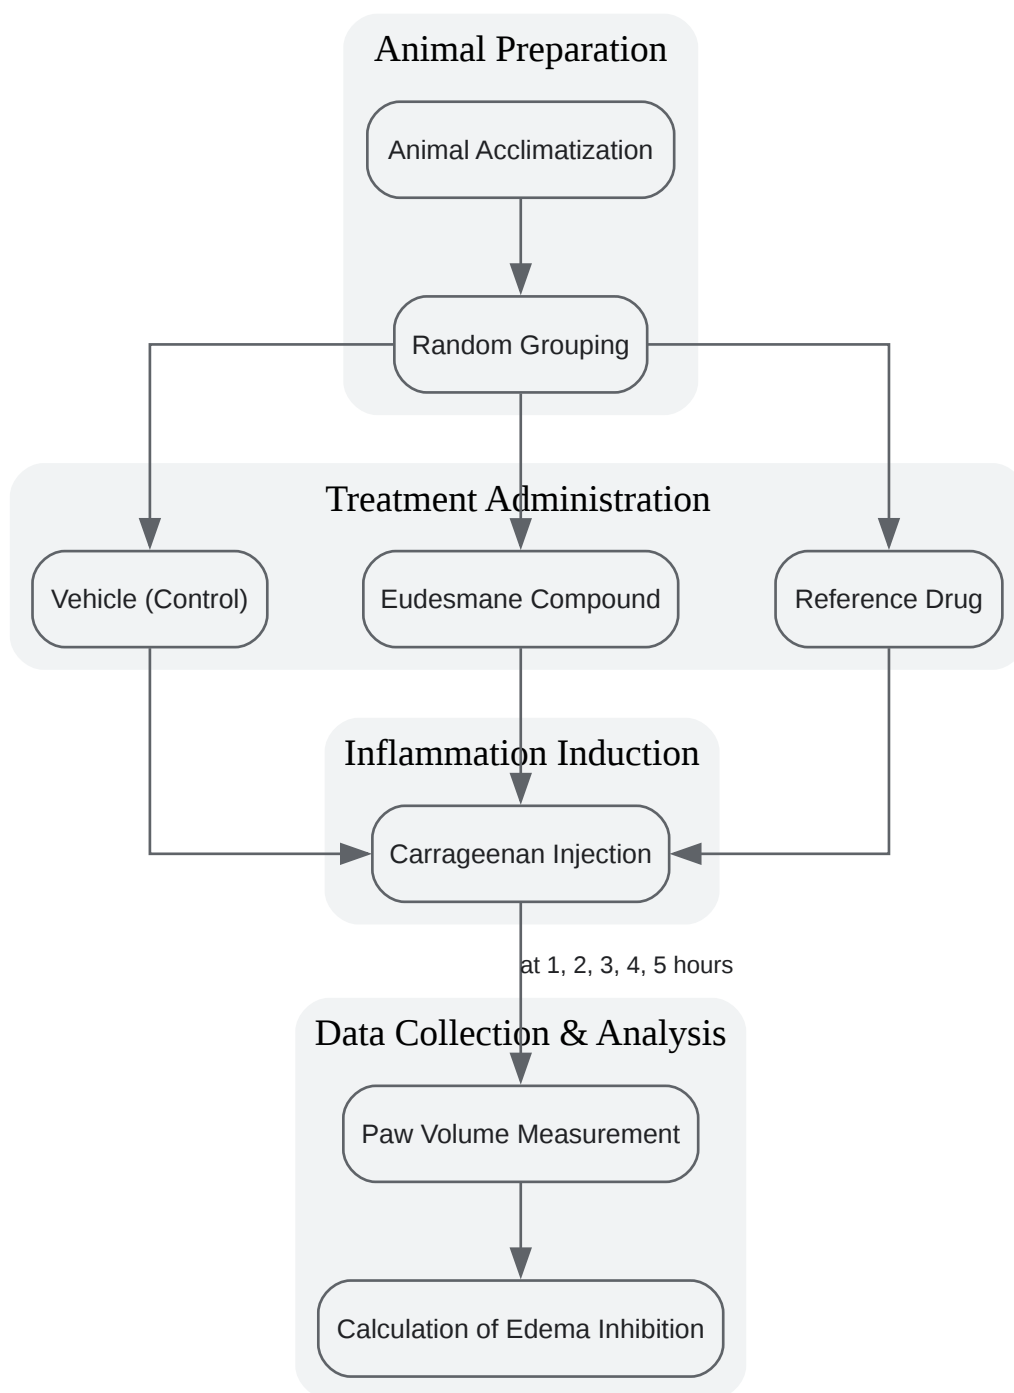 Animal Preparation
Animal Acclimatization
Random Grouping
Treatment Administration
Vehicle (Control)
Eudesmane Compound
Reference Drug
Inflammation Induction
Carrageenan Injection
at 1, 2, 3, 4, 5 hours
Data Collection & Analysis
Paw Volume Measurement
Calculation of Edema Inhibition